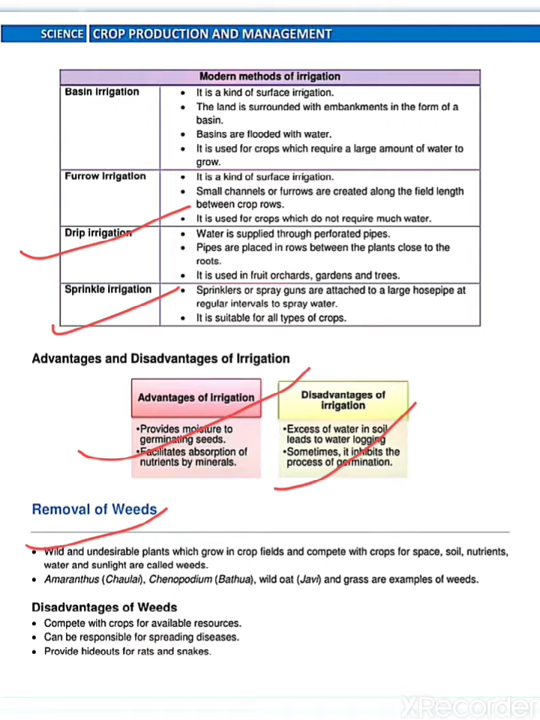 SCIENCE CROP PRODUCTION AND MANAGEMENT
Modern methods of irrigation
Basin irrigation
• It is a kind of surface irrigation.
• The land is surrounded with embankments in the form of a
basin.
• Basins are flooded with water.
• It is used for crops which require a large amount of water to
grow.
Furrow irrigation
• It is a kind of surface irrigation.
• Small channels or furrows are created along the field length
between crop rows.
• It is used for crops which do not require much water.
Drip irrigation
• Water is supplied through perforated pipes.
• Pipes are placed in rows between the plants close to the
roots.
• It is used in fruit orchards, gardens and trees.
Sprinkle irrigation
• Sprinklers or spray guns are attached to a large hosepipe at
regular intervals to spray water.
• It is suitable for all types of crops.
Advantages and Disadvantages of Irrigation
Advantages of irrigation
•Provides moisture to
germinating seeds.
•Facilitates absorption of
nutrients by minerals.
Disadvantages of
irrigation
•Excess of water in soil
leads to water logging
•Sometimes, it inhibits the
process of germination.
Removal of Weeds
• Wild and undesirable plants which grow in crop fields and compete with crops for space, soil, nutrients,
water and sunlight are called weeds.
• Amaranthus (Chaulai), Chenopodium (Bathua), wild oat (Javi) and grass are examples of weeds.
Disadvantages of Weeds
• Compete with crops for available resources.
• Can be responsible for spreading diseases.
• Provide hideouts for rats and snakes.
XRecorder